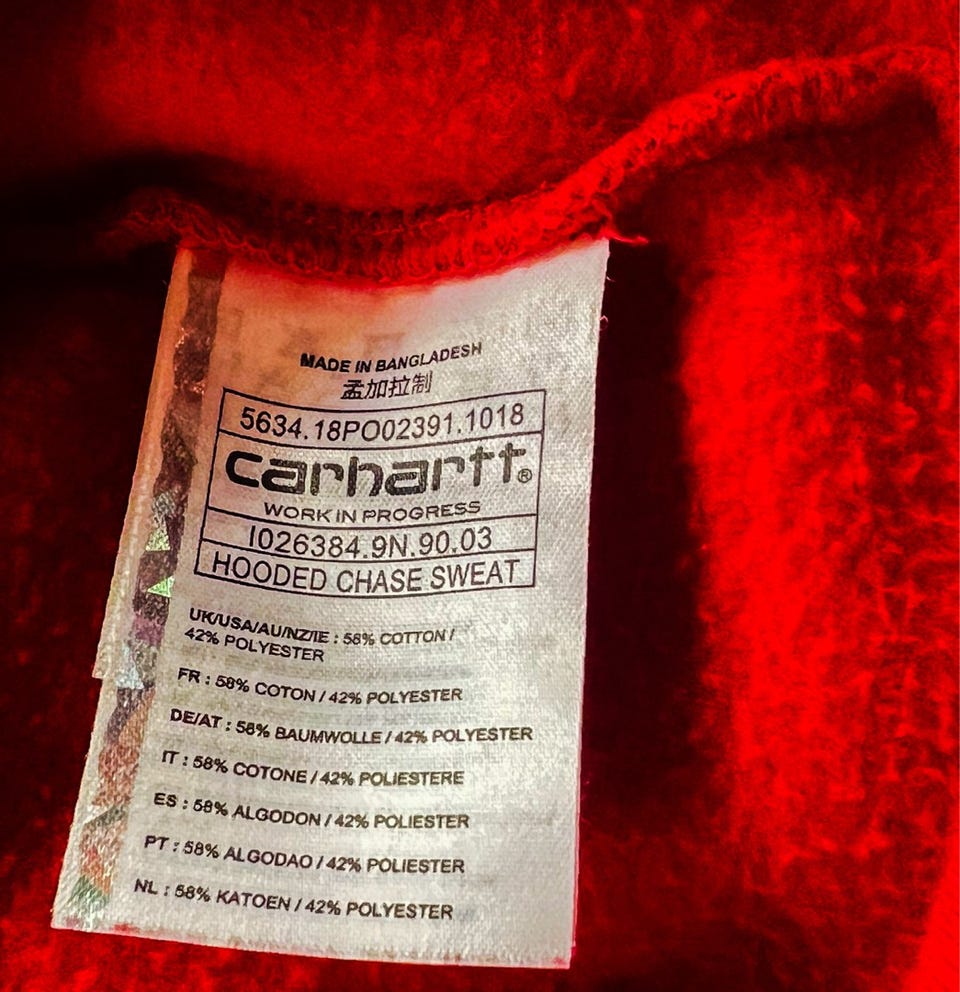 MADE IN BANGLADESH
孟加拉制
5634.18PO02391.1018
carhartt®
WORK IN PROGRESS
I026384.9N.90.03
HOODED CHASE SWEAT
UK/USA/AU/NZ/IE : 58% COTTON /
42% POLYESTER
FR : 58% COTON / 42% POLYESTER
DE/AT : 58% BAUMWOLLE / 42% POLYESTER
IT : 58% COTONE / 42% POLIESTERE
ES : 58% ALGODON / 42% POLIESTER
PT : 58% ALGODAO / 42% POLIESTER
NL : 58% KATOEN / 42% POLYESTER